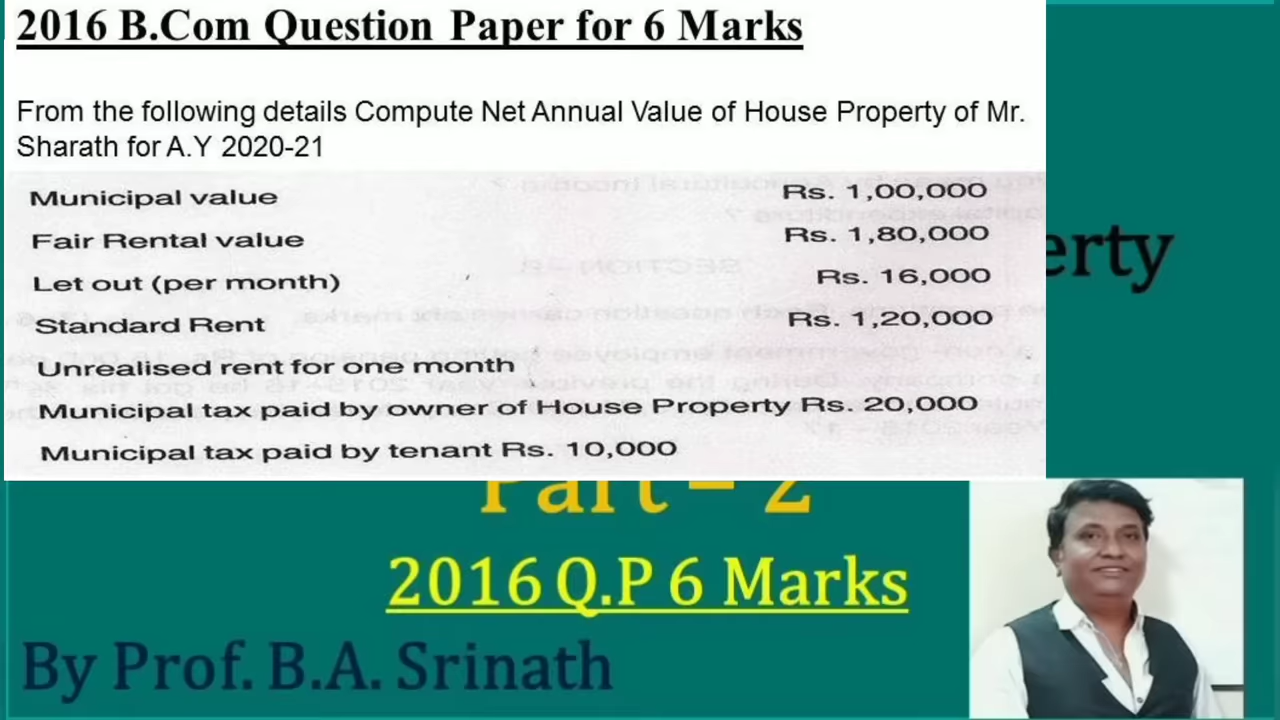 2016 B.Com Question Paper for 6 Marks
From the following details Compute Net Annual Value of House Property of Mr.
Sharath for A.Y 2020-21
Municipal value Rs. 1,00,000
Fair Rental value Rs. 1,80,000
Let out (per month) Rs. 16,000
Standard Rent Rs. 1,20,000
Unrealised rent for one month
Municipal tax paid by owner of House Property Rs. 20,000
Municipal tax paid by tenant Rs. 10,000
erty
Part – 2
2016 Q.P 6 Marks
By Prof. B.A. Srinath